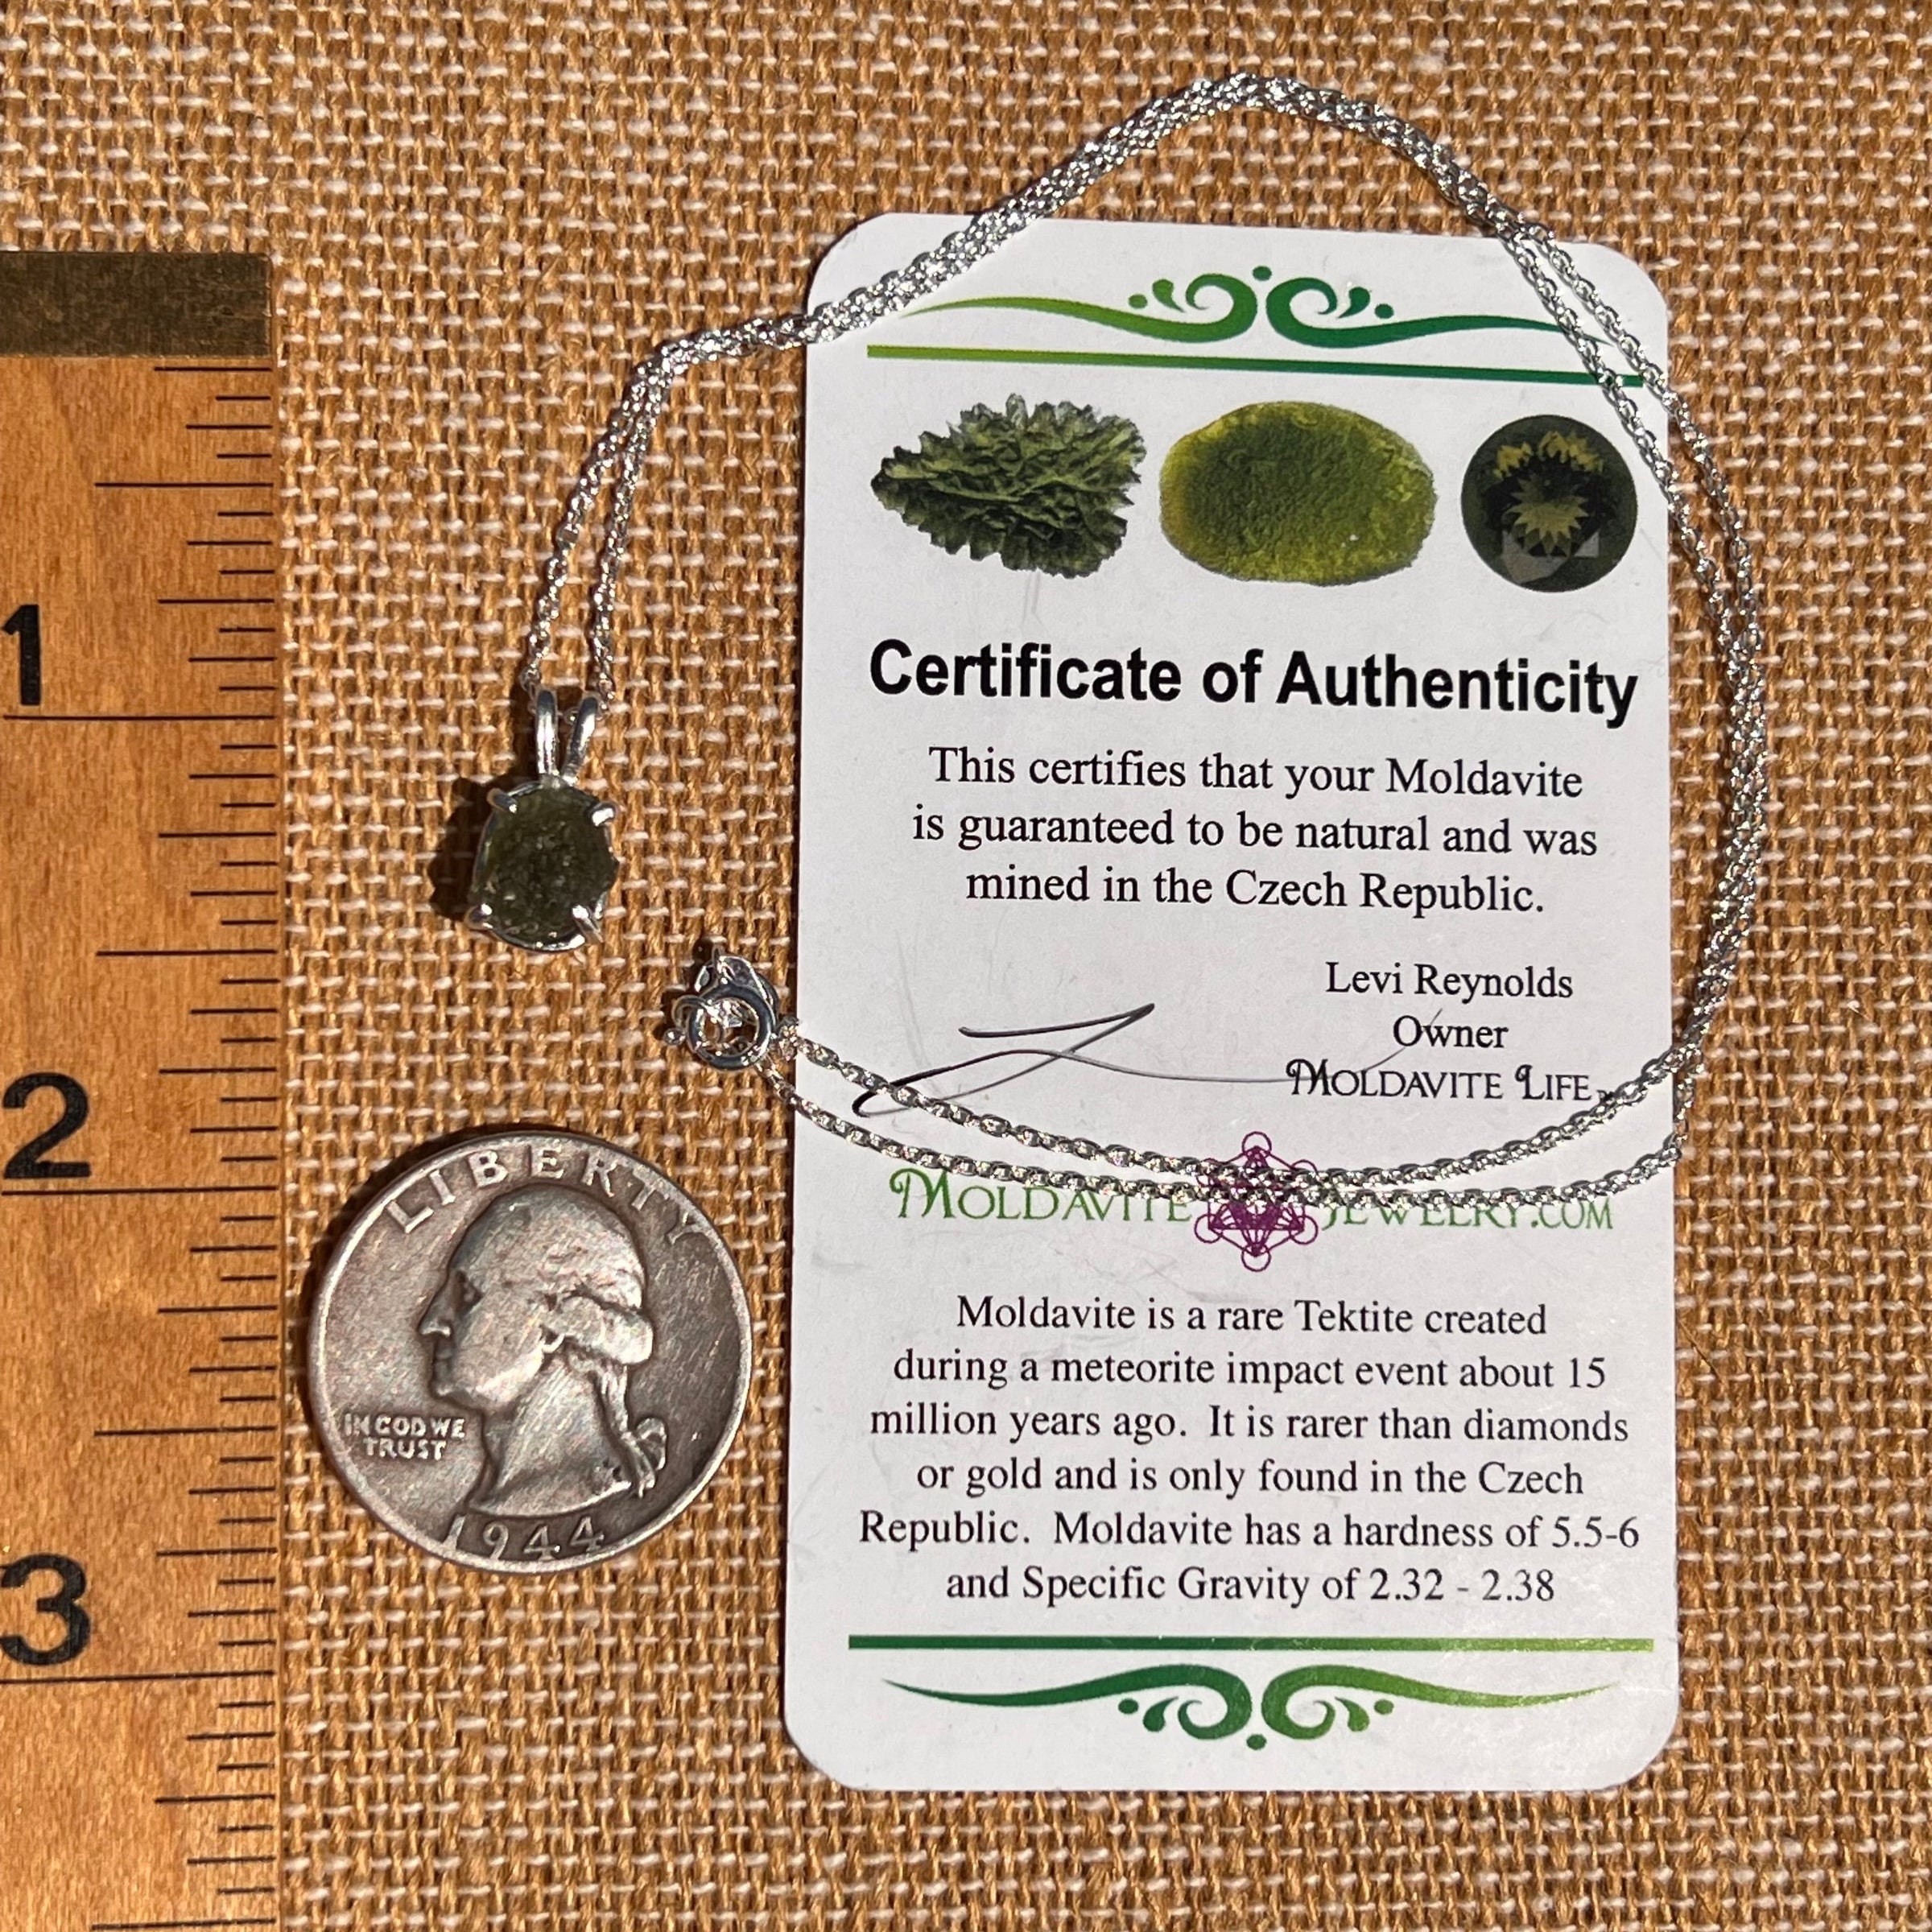 Certificate of Authenticity
This certifies that your Moldavite
is guaranteed to be natural and was
mined in the Czech Republic.
Levi Reynolds
Owner
MOLDAVITE LIFE™
MOLDAVITE JEWELRY.COM
Moldavite is a rare Tektite created
during a meteorite impact event about 15
million years ago. It is rarer than diamonds
or gold and is only found in the Czech
Republic. Moldavite has a hardness of 5.5-6
and Specific Gravity of 2.32 - 2.38
1
2
3
LIBERTY
IN GOD WE
TRUST
1944